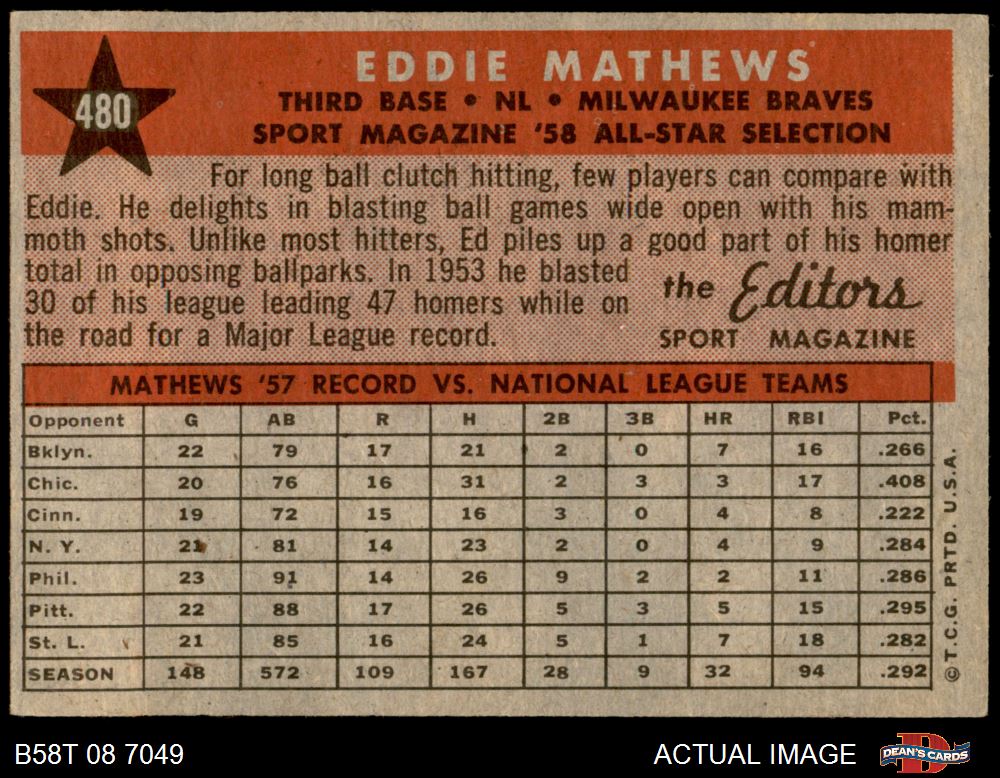 480
EDDIE MATHEWS
THIRD BASE • NL • MILWAUKEE BRAVES
SPORT MAGAZINE '58 ALL-STAR SELECTION
For long ball clutch hitting, few players can compare with
Eddie. He delights in blasting ball games wide open with his mam-
moth shots. Unlike most hitters, Ed piles up a good part of his homer
total in opposing ballparks. In 1953 he blasted
30 of his league leading 47 homers while on
the road for a Major League record.
the Editors
SPORT MAGAZINE
MATHEWS '57 RECORD VS. NATIONAL LEAGUE TEAMS
Opponent G AB R H 2B 3B HR RBI Pct.
Bklyn. 22 79 17 21 2 0 7 16 .266
Chic. 20 76 16 31 2 3 3 17 .408
Cinn. 19 72 15 16 3 0 4 8 .222
N. Y. 21 81 14 23 2 0 4 9 .284
Phil. 23 91 14 26 9 2 2 11 .286
Pitt. 22 88 17 26 5 3 5 15 .295
St. L. 21 85 16 24 5 1 7 18 .282
SEASON 148 572 109 167 28 9 32 94 .292
© T.C.G. PRTD. U.S.A.
B58T 08 7049
ACTUAL IMAGE
DEAN'S CARDS